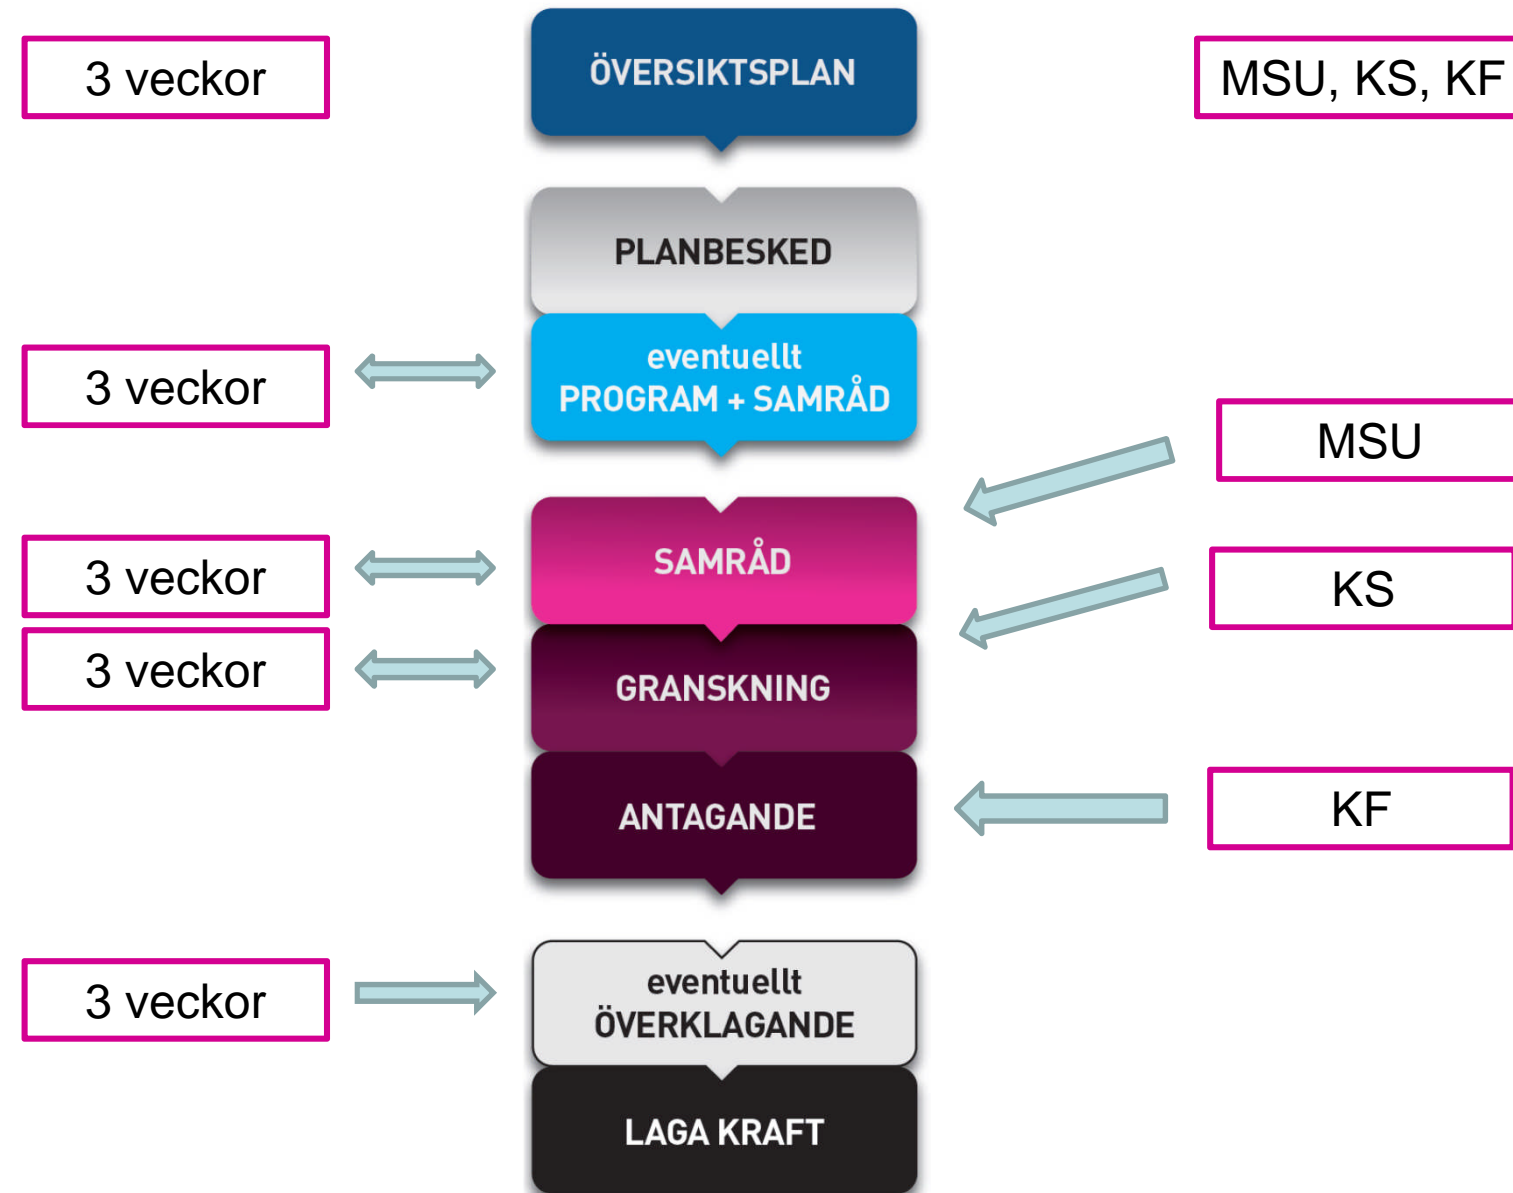 3 veckor
ÖVERSIKTSPLAN
MSU, KS, KF
PLANBESKED
3 veckor
eventuellt
PROGRAM + SAMRÅD
MSU
3 veckor
SAMRÅD
KS
3 veckor
GRANSKNING
ANTAGANDE
KF
3 veckor
eventuellt
ÖVERKLAGANDE
LAGA KRAFT